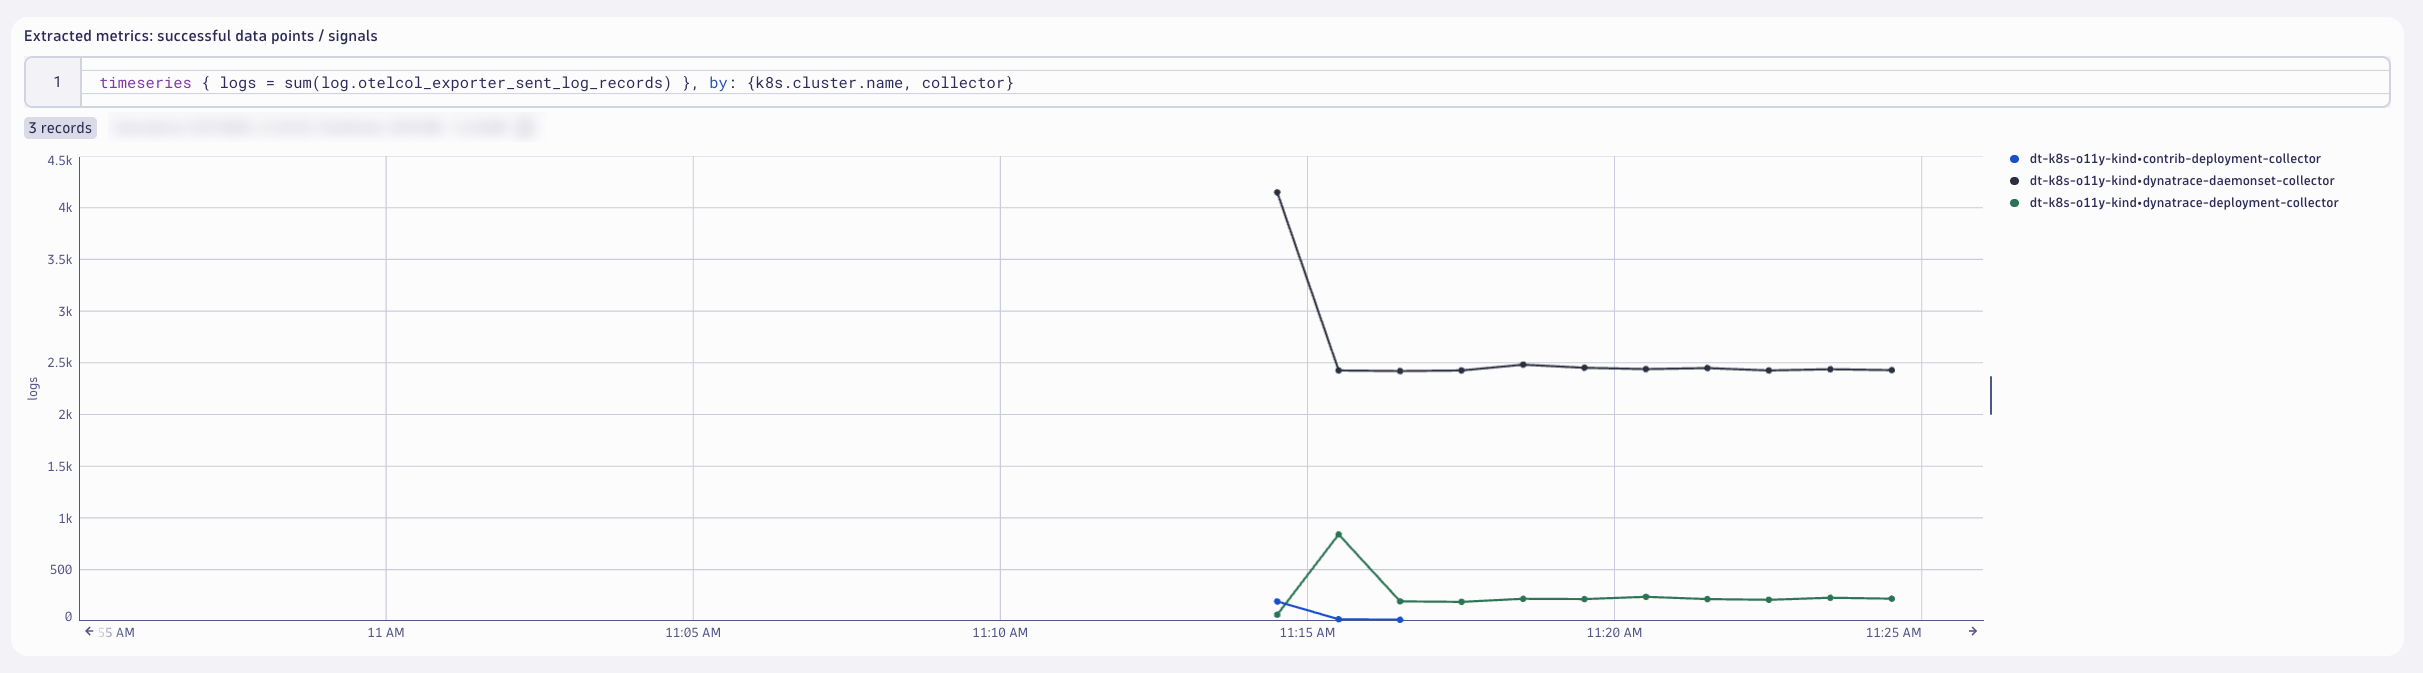 Extracted metrics: successful data points / signals
1 timeseries { logs = sum(log.otelcol_exporter_sent_log_records) }, by: {k8s.cluster.name, collector}
3 records
4.5k
4k
3.5k
3k
2.5k
2k
1.5k
1k
500
0
logs
55 AM 11 AM 11:05 AM 11:10 AM 11:15 AM 11:20 AM 11:25 AM
dt-k8s-o11y-kind•contrib-deployment-collector
dt-k8s-o11y-kind•dynatrace-daemonset-collector
dt-k8s-o11y-kind•dynatrace-deployment-collector